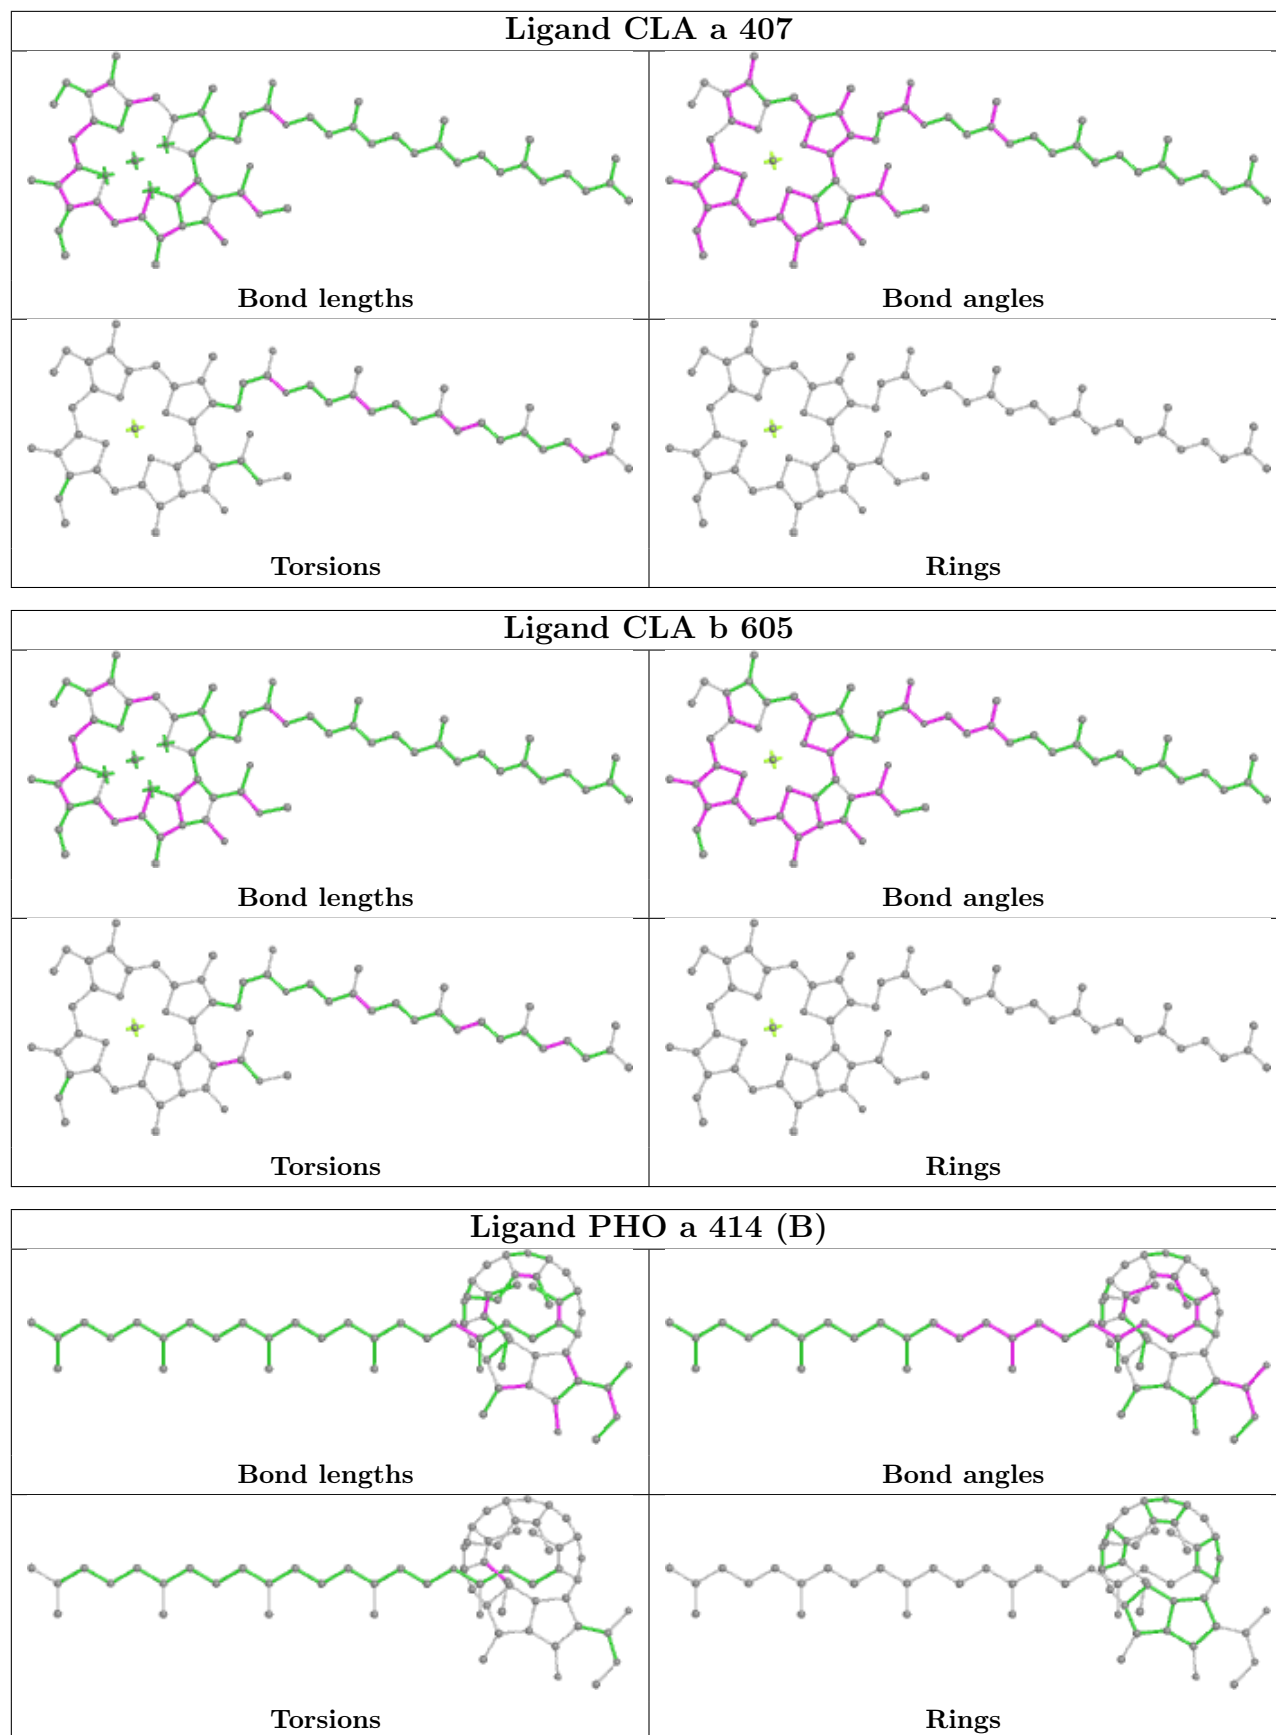 Ligand CLA a 407
Bond lengths
Bond angles
Torsions
Rings
Ligand CLA b 605
Bond lengths
Bond angles
Torsions
Rings
Ligand PHO a 414 (B)
Bond lengths
Bond angles
Torsions
Rings